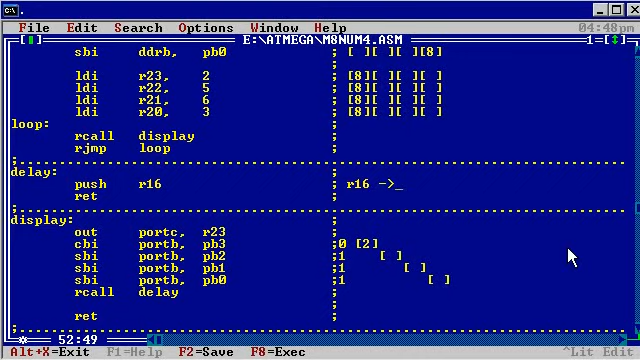 File Edit Search Options Window Help 04:48pm
E:\ATMEGA\M8NUM4.ASM 1=[↕]
sbi ddrb, pb0 ; [ ][ ][ ][8]
ldi r23, 2 ; [8][ ][ ][ ]
ldi r22, 5 ; [8][ ][ ][ ]
ldi r21, 6 ; [8][ ][ ][ ]
ldi r20, 3 ; [8][ ][ ][ ]
loop: ;
rcall display ;
rjmp loop ;
;
delay: ;
push r16 ; r16 ->_
ret ;
;
display: ;
out portc, r23 ;
cbi portb, pb3 ;0 [2]
sbi portb, pb2 ;1 [ ]
sbi portb, pb1 ;1 [ ]
sbi portb, pb0 ;1 [ ]
rcall delay ;
;
ret ;
;
52:49
Alt+X=Exit F1=Help F2=Save F8=Exec ^Lit Edit